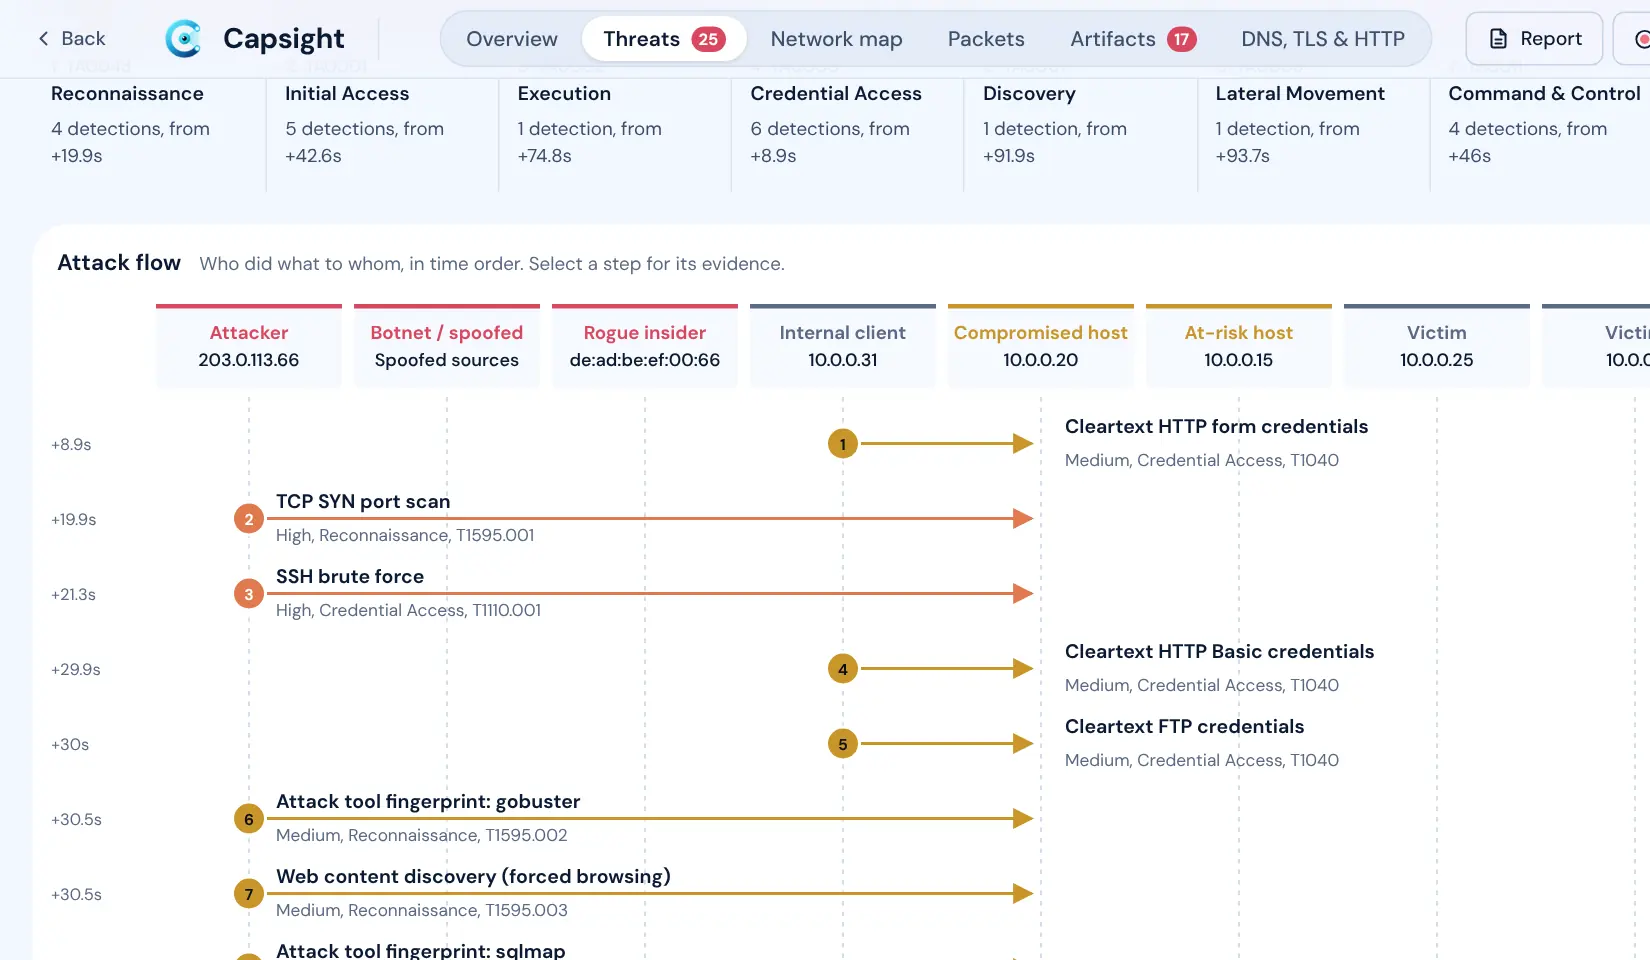 Back
Capsight
Overview
Threats 25
Network map
Packets
Artifacts 17
DNS, TLS & HTTP
Report
Reconnaissance
4 detections, from
+19.9s
Initial Access
5 detections, from
+42.6s
Execution
1 detection, from
+74.8s
Credential Access
6 detections, from
+8.9s
Discovery
1 detection, from
+91.9s
Lateral Movement
1 detection, from
+93.7s
Command & Control
4 detections, from
+46s
Attack flow Who did what to whom, in time order. Select a step for its evidence.
Attacker
203.0.113.66
Botnet / spoofed
Spoofed sources
Rogue insider
de:ad:be:ef:00:66
Internal client
10.0.0.31
Compromised host
10.0.0.20
At-risk host
10.0.0.15
Victim
10.0.0.25
+8.9s
1
Cleartext HTTP form credentials
Medium, Credential Access, T1040
+19.9s
2
TCP SYN port scan
High, Reconnaissance, T1595.001
+21.3s
3
SSH brute force
High, Credential Access, T1110.001
+29.9s
4
Cleartext HTTP Basic credentials
Medium, Credential Access, T1040
+30s
5
Cleartext FTP credentials
Medium, Credential Access, T1040
+30.5s
6
Attack tool fingerprint: gobuster
Medium, Reconnaissance, T1595.002
+30.5s
7
Web content discovery (forced browsing)
Medium, Reconnaissance, T1595.003
Attack tool fingerprint: sqlmap